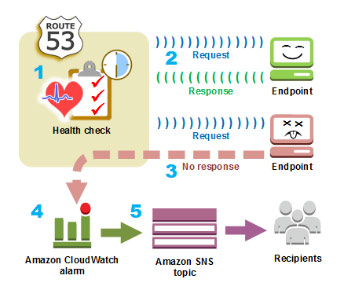 ROUTE
53
1
2
Request
Response
Endpoint
Health check
Request
3
No response
Endpoint
4
5
Amazon CloudWatch
alarm
Amazon SNS
topic
Recipients